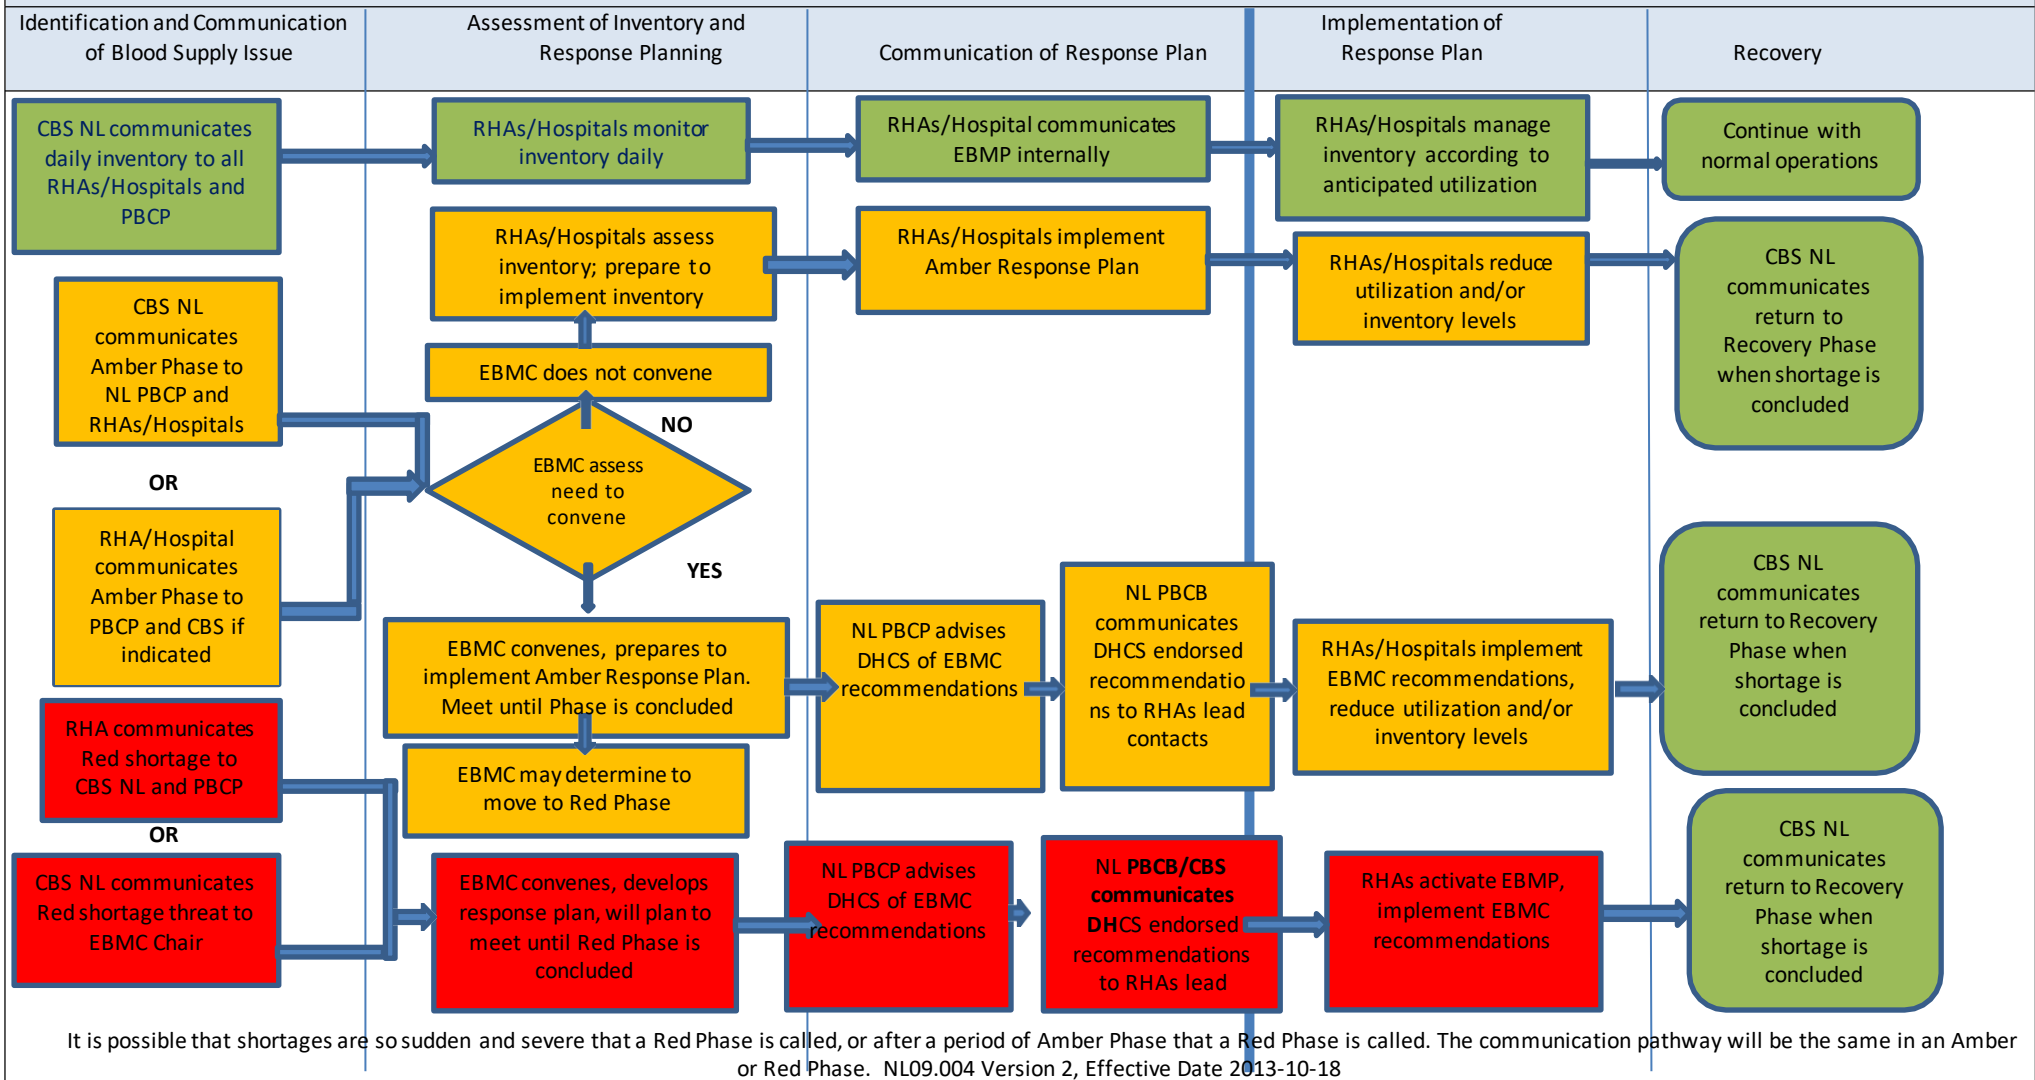 Identification and Communication
of Blood Supply Issue
Assessment of Inventory and
Response Planning
Communication of Response Plan
Implementation of
Response Plan
Recovery
CBS NL communicates
daily inventory to all
RHAs/Hospitals and
PBCP
RHAs/Hospitals monitor
inventory daily
RHAs/Hospital communicates
EBMP internally
RHAs/Hospitals manage
inventory according to
anticipated utilization
Continue with
normal operations
CBS NL
communicates
Amber Phase to
NL PBCP and
RHAs/Hospitals
OR
RHA/Hospital
communicates
Amber Phase to
PBCP and CBS if
indicated
RHAs/Hospitals assess
inventory; prepare to
implement inventory
EBMC does not convene
NO
EBMC assess
need to
convene
YES
RHAs/Hospitals implement
Amber Response Plan
RHAs/Hospitals reduce
utilization and/or
inventory levels
CBS NL
communicates
return to
Recovery Phase
when shortage is
concluded
EBMC convenes, prepares to
implement Amber Response Plan.
Meet until Phase is concluded
EBMC may determine to
move to Red Phase
NL PBCP advises
DHCS of EBMC
recommendations
NL PBCB
communicates
DHCS endorsed
recommendatio
ns to RHAs lead
contacts
RHAs/Hospitals implement
EBMC recommendations,
reduce utilization and/or
inventory levels
CBS NL
communicates
return to Recovery
Phase when
shortage is
concluded
RHA communicates
Red shortage to
CBS NL and PBCP
OR
CBS NL communicates
Red shortage threat to
EBMC Chair
EBMC convenes, develops
response plan, will plan to
meet until Red Phase is
concluded
NL PBCP advises
DHCS of EBMC
recommendations
NL PBCB/CBS
communicates
DHCS endorsed
recommendations
to RHAs lead
RHAs activate EBMP,
implement EBMC
recommendations
CBS NL
communicates
return to Recovery
Phase when
shortage is
concluded
It is possible that shortages are so sudden and severe that a Red Phase is called, or after a period of Amber Phase that a Red Phase is called. The communication pathway will be the same in an Amber
or Red Phase. NL09.004 Version 2, Effective Date 2013-10-18